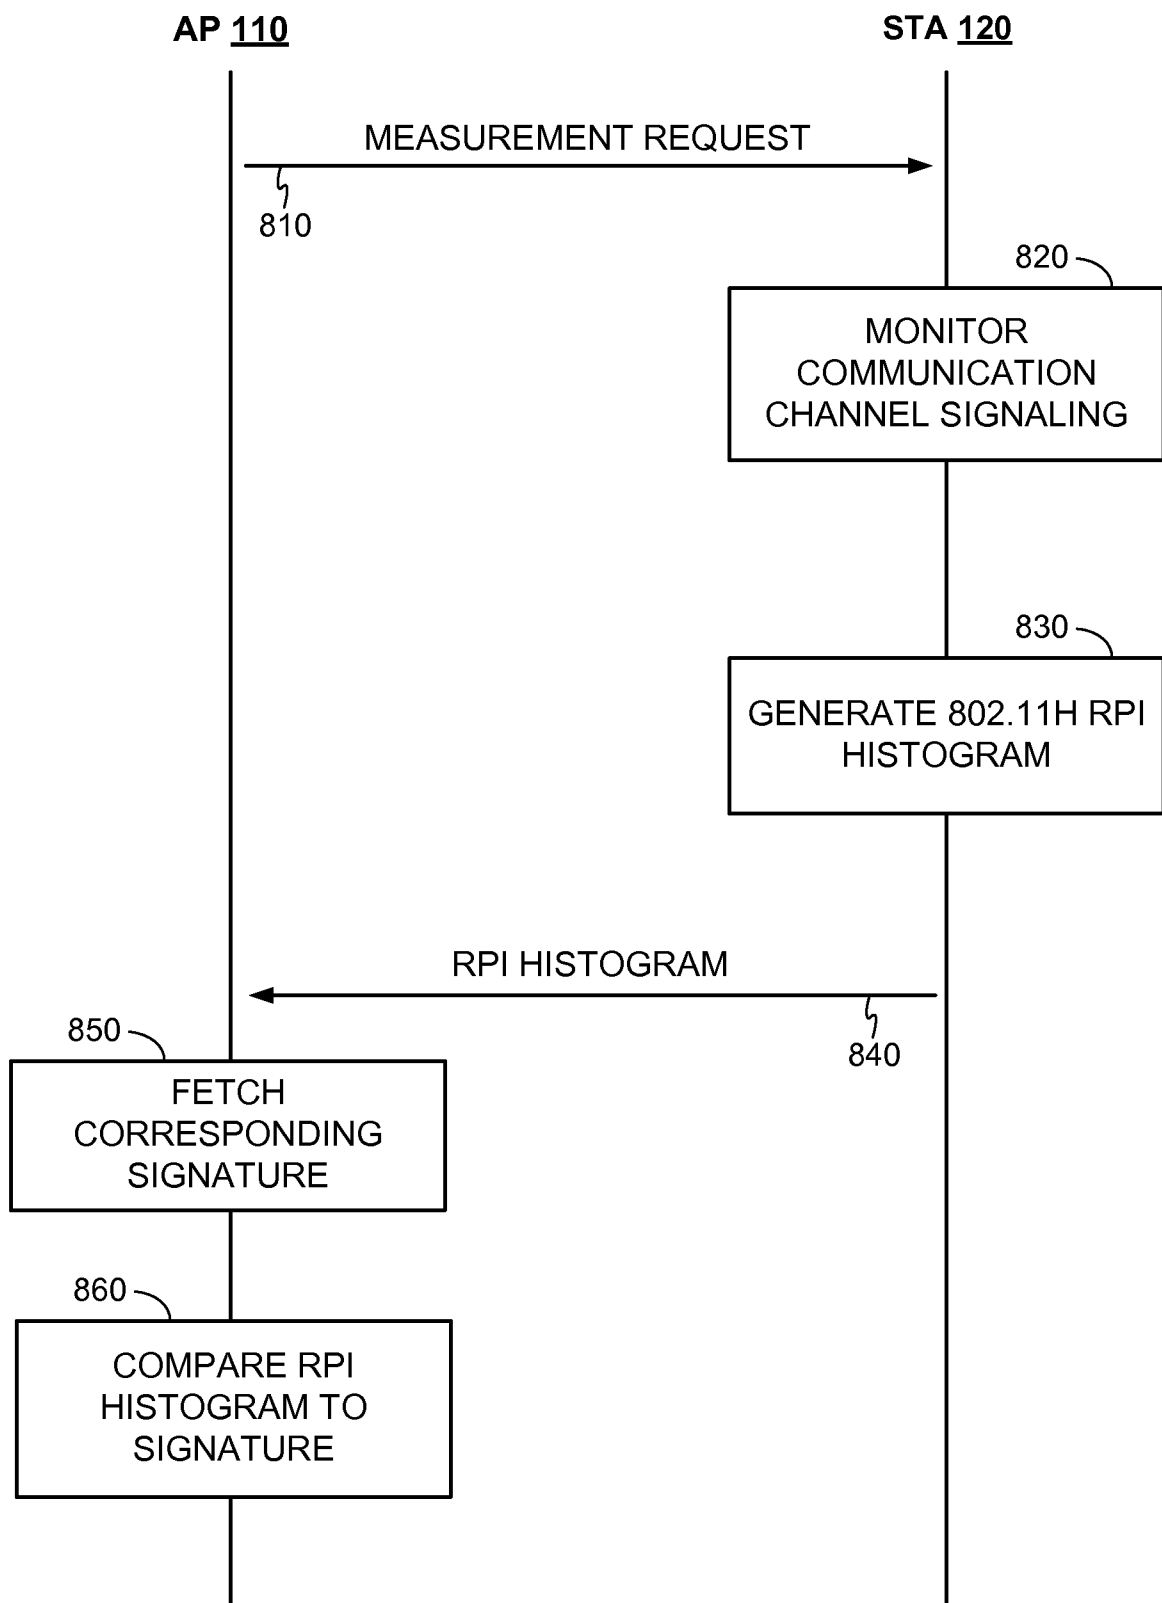 AP 110
STA 120
MEASUREMENT REQUEST
810
820
MONITOR
COMMUNICATION
CHANNEL SIGNALING
830
GENERATE 802.11H RPI
HISTOGRAM
RPI HISTOGRAM
840
850
FETCH
CORRESPONDING
SIGNATURE
860
COMPARE RPI
HISTOGRAM TO
SIGNATURE